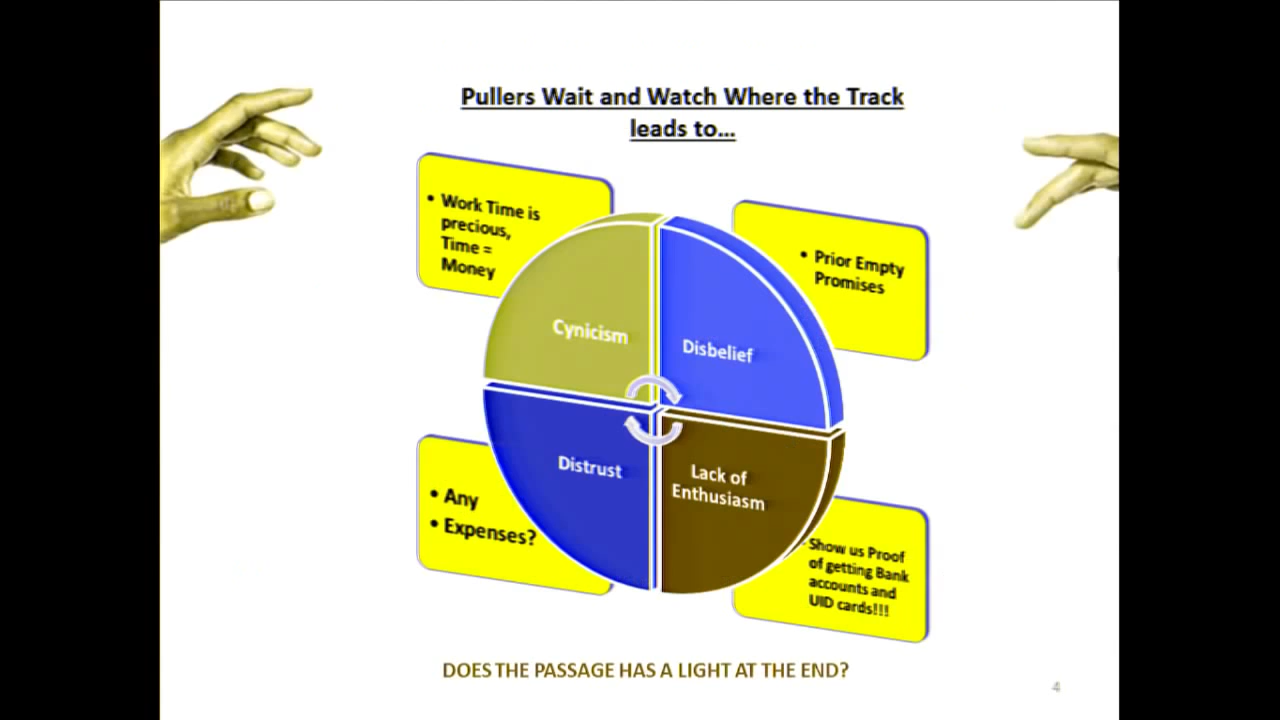 Pullers Wait and Watch Where the Track
leads to...
• Work Time is
precious,
Time =
Money
• Prior Empty
Promises
Cynicism
Disbelief
Distrust
Lack of
Enthusiasm
• Any
• Expenses?
• Show us Proof
of getting Bank
accounts and
UID cards!!!
DOES THE PASSAGE HAS A LIGHT AT THE END?
4